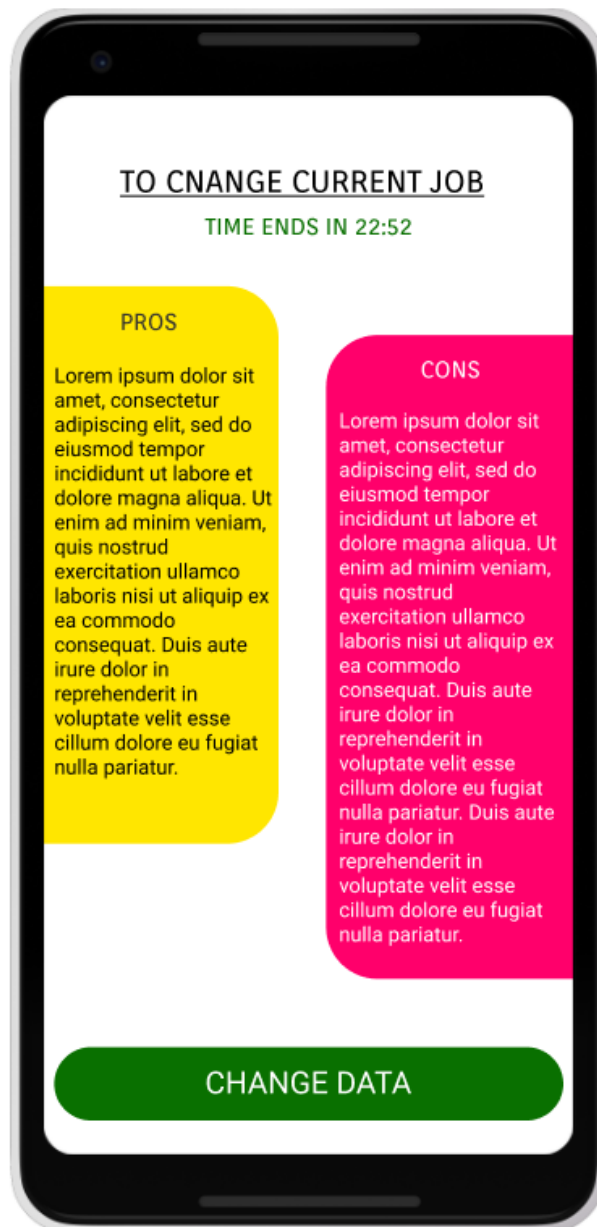 TO CNANGE CURRENT JOB
TIME ENDS IN 22:52
PROS
Lorem ipsum dolor sit
amet, consectetur
adipiscing elit, sed do
eiusmod tempor
incididunt ut labore et
dolore magna aliqua. Ut
enim ad minim veniam,
quis nostrud
exercitation ullamco
laboris nisi ut aliquip ex
ea commodo
consequat. Duis aute
irure dolor in
reprehenderit in
voluptate velit esse
cillum dolore eu fugiat
nulla pariatur.
CONS
Lorem ipsum dolor sit
amet, consectetur
adipiscing elit, sed do
eiusmod tempor
incididunt ut labore et
dolore magna aliqua. Ut
enim ad minim veniam,
quis nostrud
exercitation ullamco
laboris nisi ut aliquip ex
ea commodo
consequat. Duis aute
irure dolor in
reprehenderit in
voluptate velit esse
cillum dolore eu fugiat
nulla pariatur. Duis aute
irure dolor in
reprehenderit in
voluptate velit esse
cillum dolore eu fugiat
nulla pariatur.
CHANGE DATA